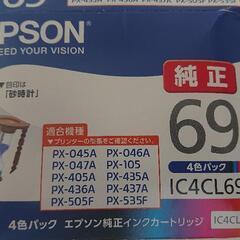 EPSON
EXCEED YOUR VISION
目印は
「砂時計」
純正
69
適合機種
▼プリンターの型番をご確認ください。
PX-045A PX-046A
PX-047A PX-105
PX-405A PX-435A
PX-436A PX-437A
PX-505F PX-535F
4色パック
IC4CL69
4色パック エプソン純正インクカートリッジ